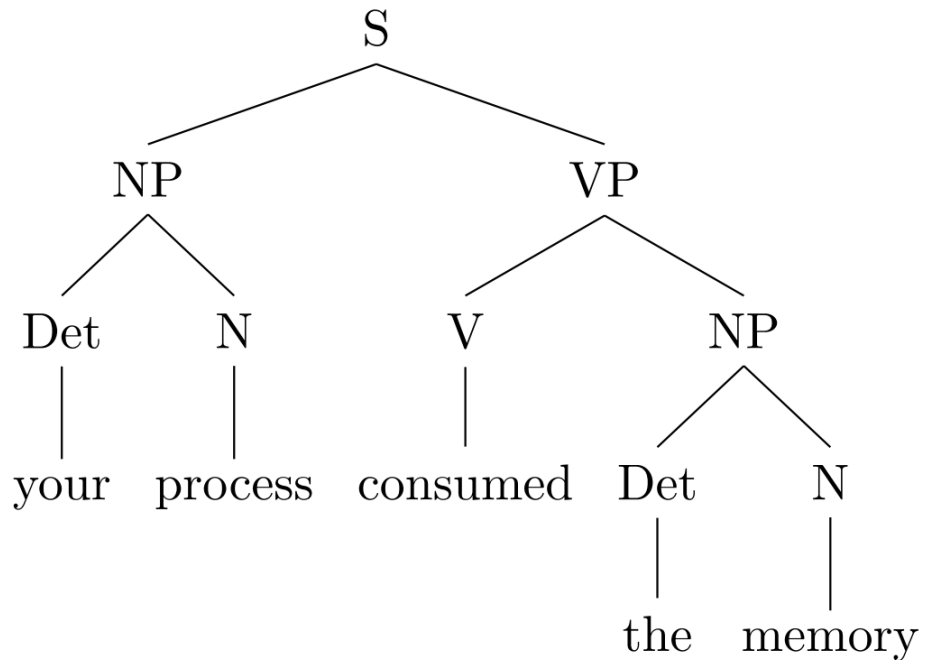 S
NP VP
Det N V NP
your process consumed Det N
the memory